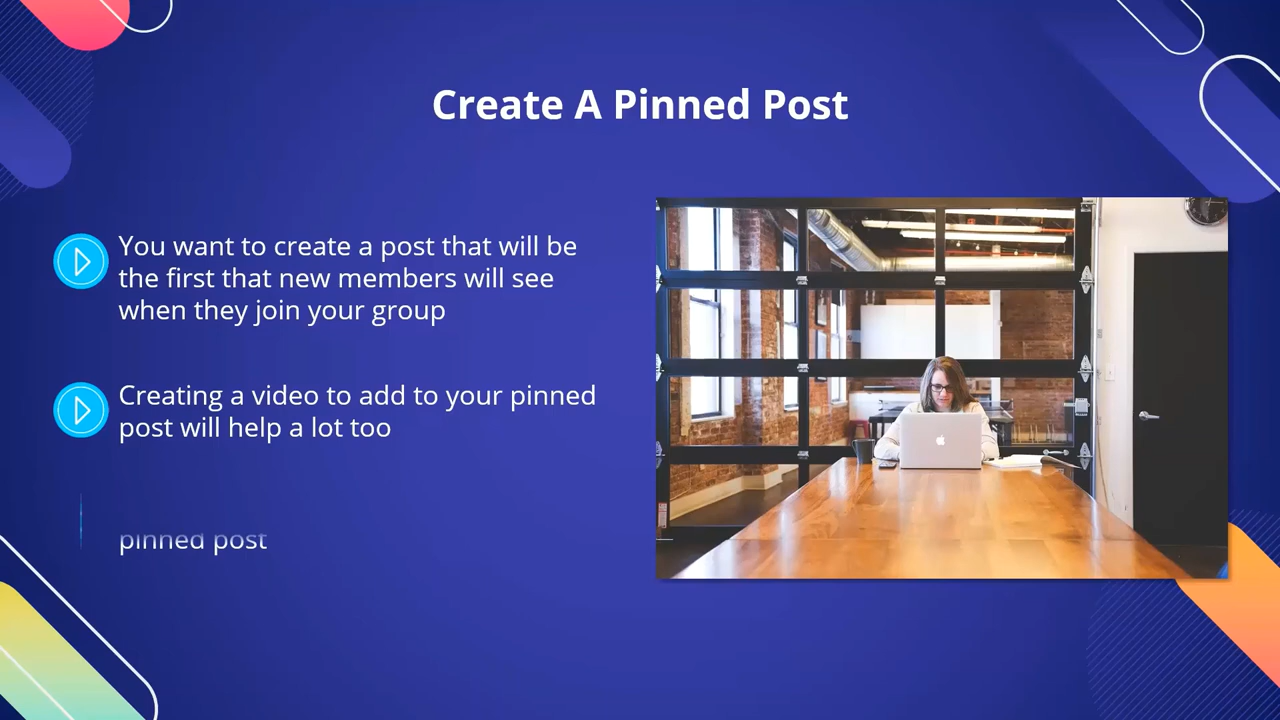 Create A Pinned Post
You want to create a post that will be
the first that new members will see
when they join your group
Creating a video to add to your pinned
post will help a lot too
pinned post